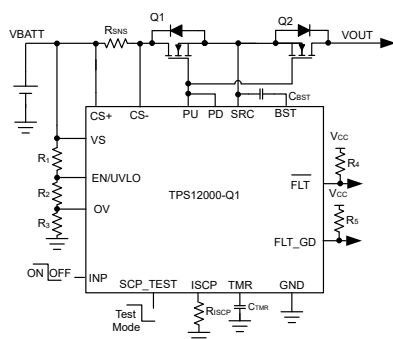 Q1
Q2
VBATT
RSNS
VOUT
CBST
CS+
CS-
PU
PD
SRC
BST
VS
R1
EN/UVLO
R2
OV
R3
TPS12000-Q1
VCC
R4
FLT
VCC
R5
FLT_GD
ON OFF
INP
SCP_TEST
ISCP
TMR
GND
Test
Mode
RISCP
CTMR